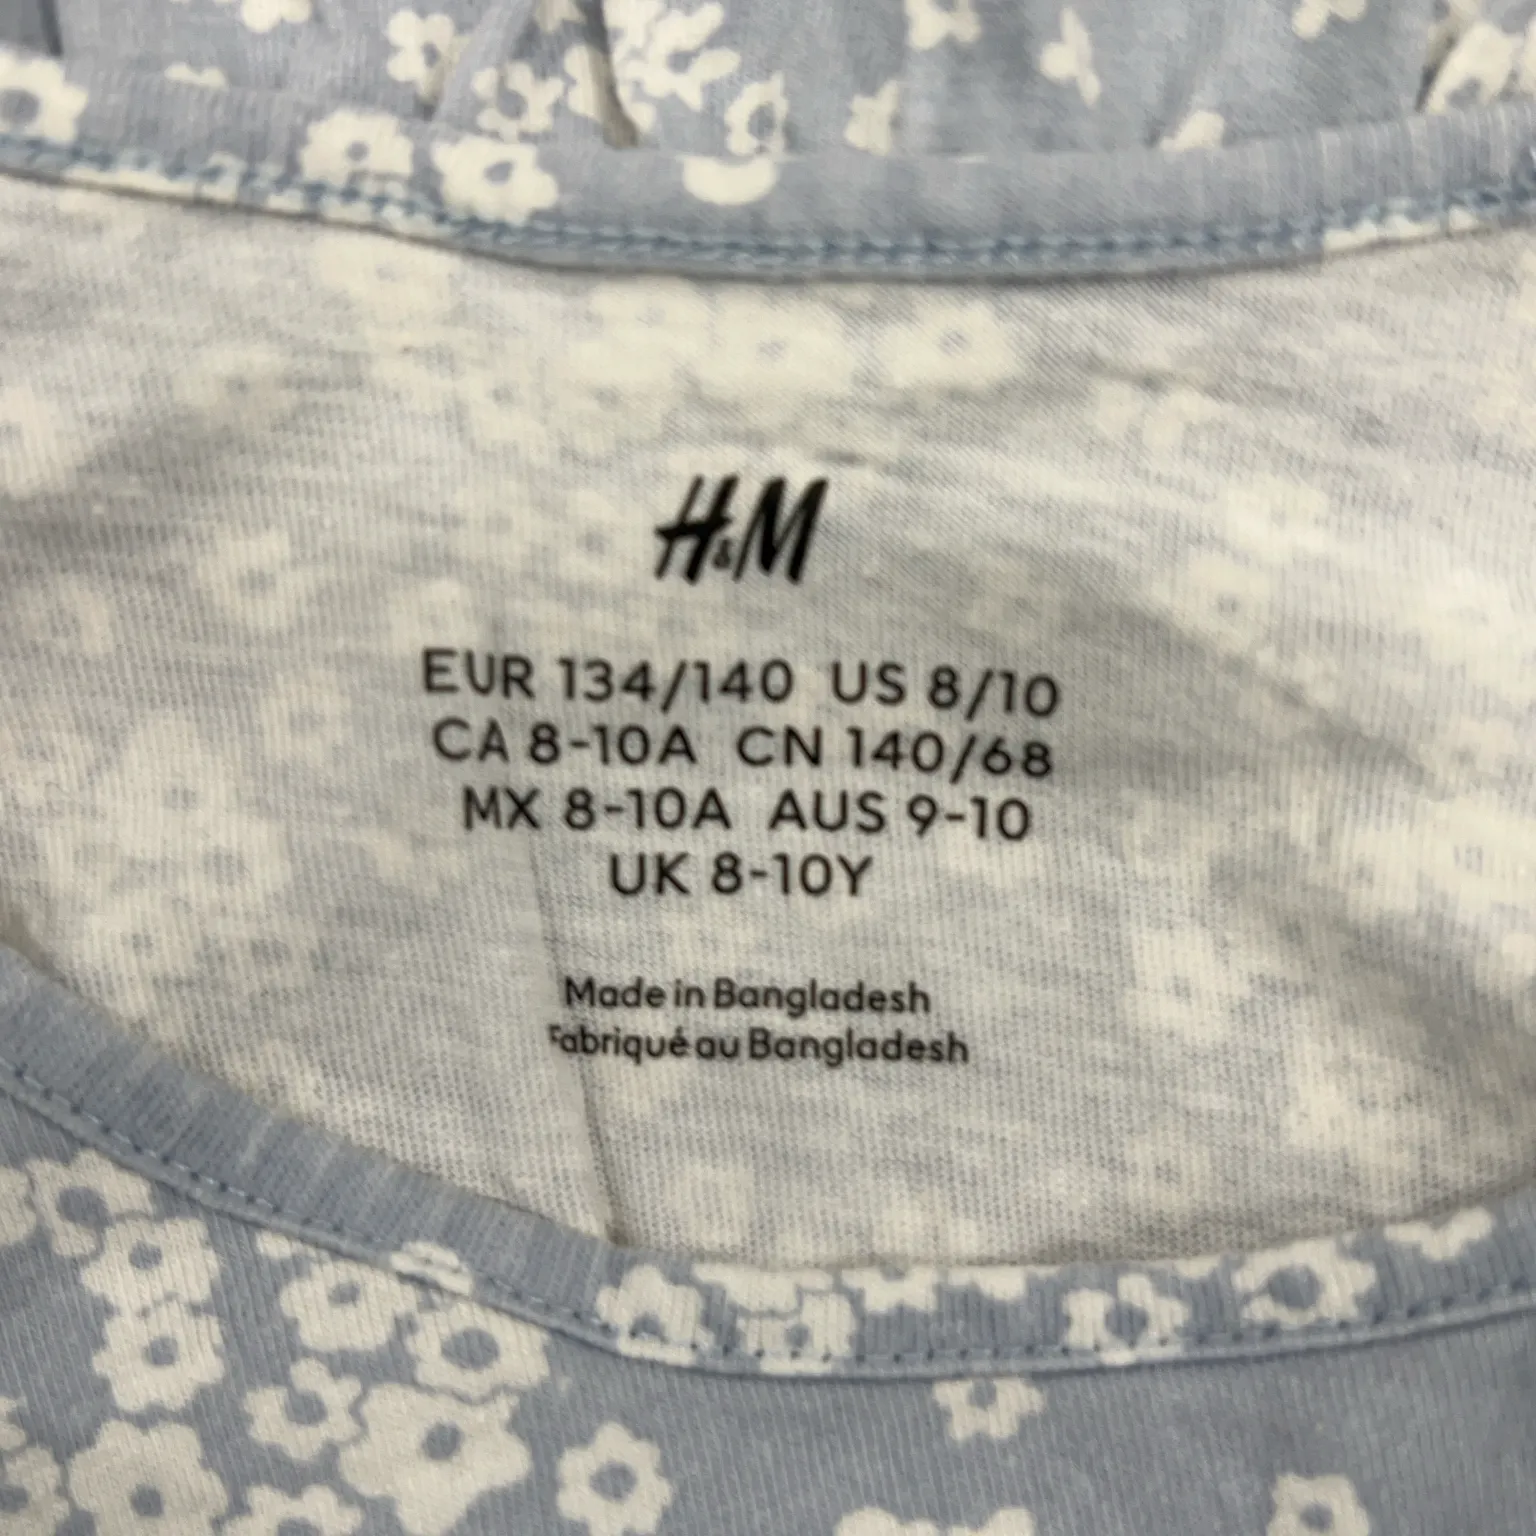 H&M
EUR 134/140 US 8/10
CA 8-10A CN 140/68
MX 8-10A AUS 9-10
UK 8-10Y
Made in Bangladesh
Fabriqué au Bangladesh